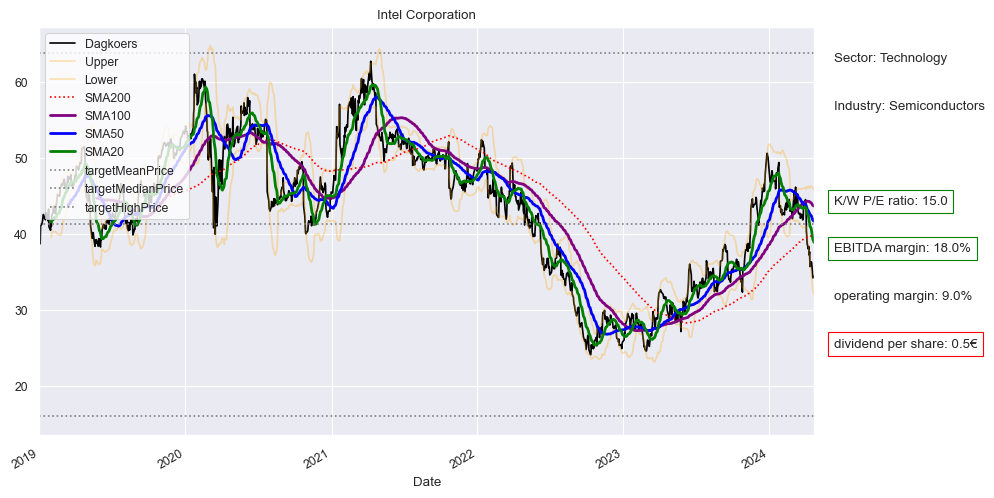 Intel Corporation
Dagkoers
Upper
Lower
SMA200
SMA100
SMA50
SMA20
targetMeanPrice
targetMedianPrice
targetHighPrice
60
50
40
30
20
2019
2020
2021
2022
2023
2024
Date
Sector: Technology
Industry: Semiconductors
K/W P/E ratio: 15.0
EBITDA margin: 18.0%
operating margin: 9.0%
dividend per share: 0.5€